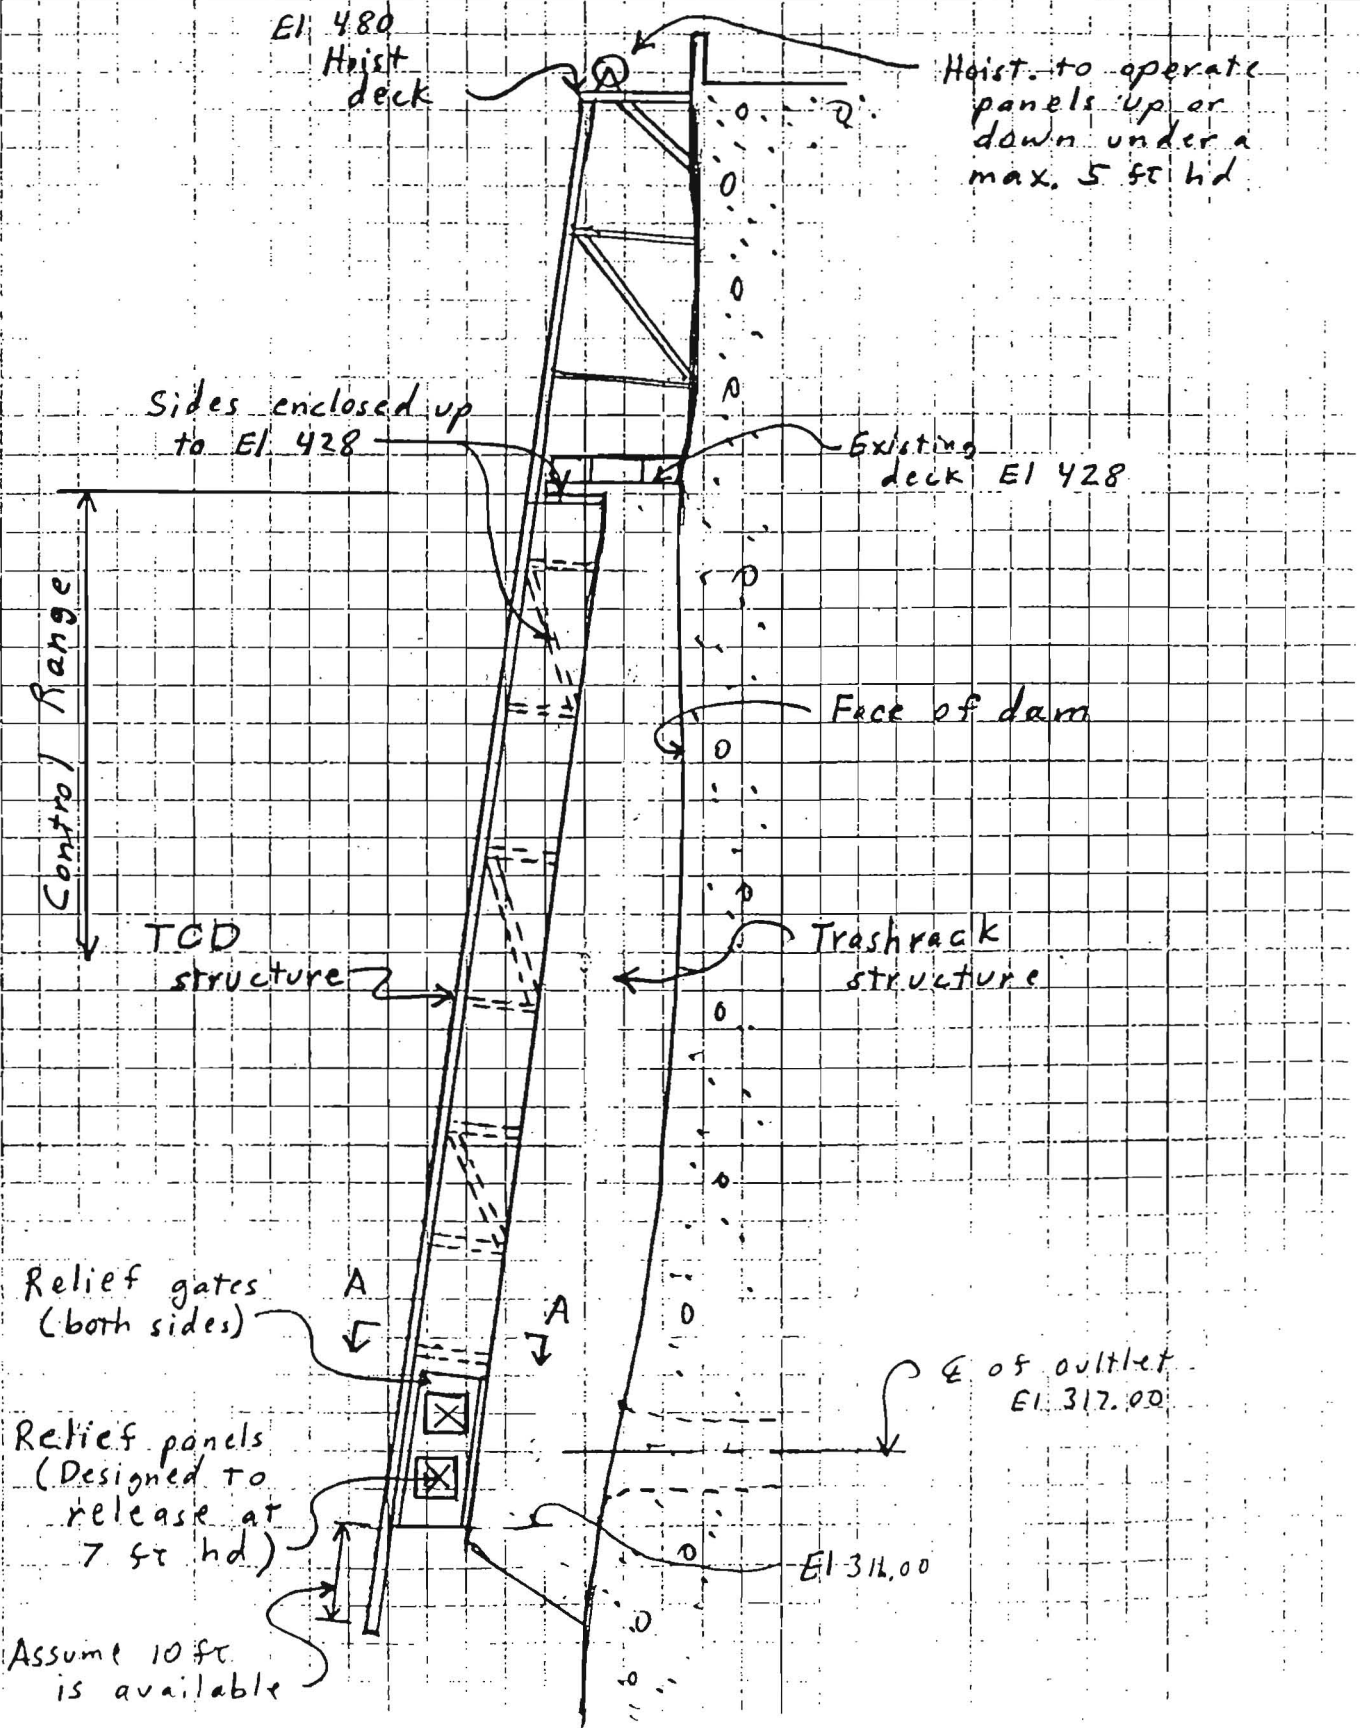 El 480
Hoist
deck
Hoist. to operate
panels up or
down under a
max. 5 ft hd
Sides enclosed up
to El 428
Existing
deck El 428
Control Range
Face of dam
TCD
structure
Trashrack
structure
Relief gates
(both sides)
A
A
℄ of oultlet
El 317.00
Relief panels
(Designed to
release at
7 ft hd)
El 311.00
Assume 10 ft
is available